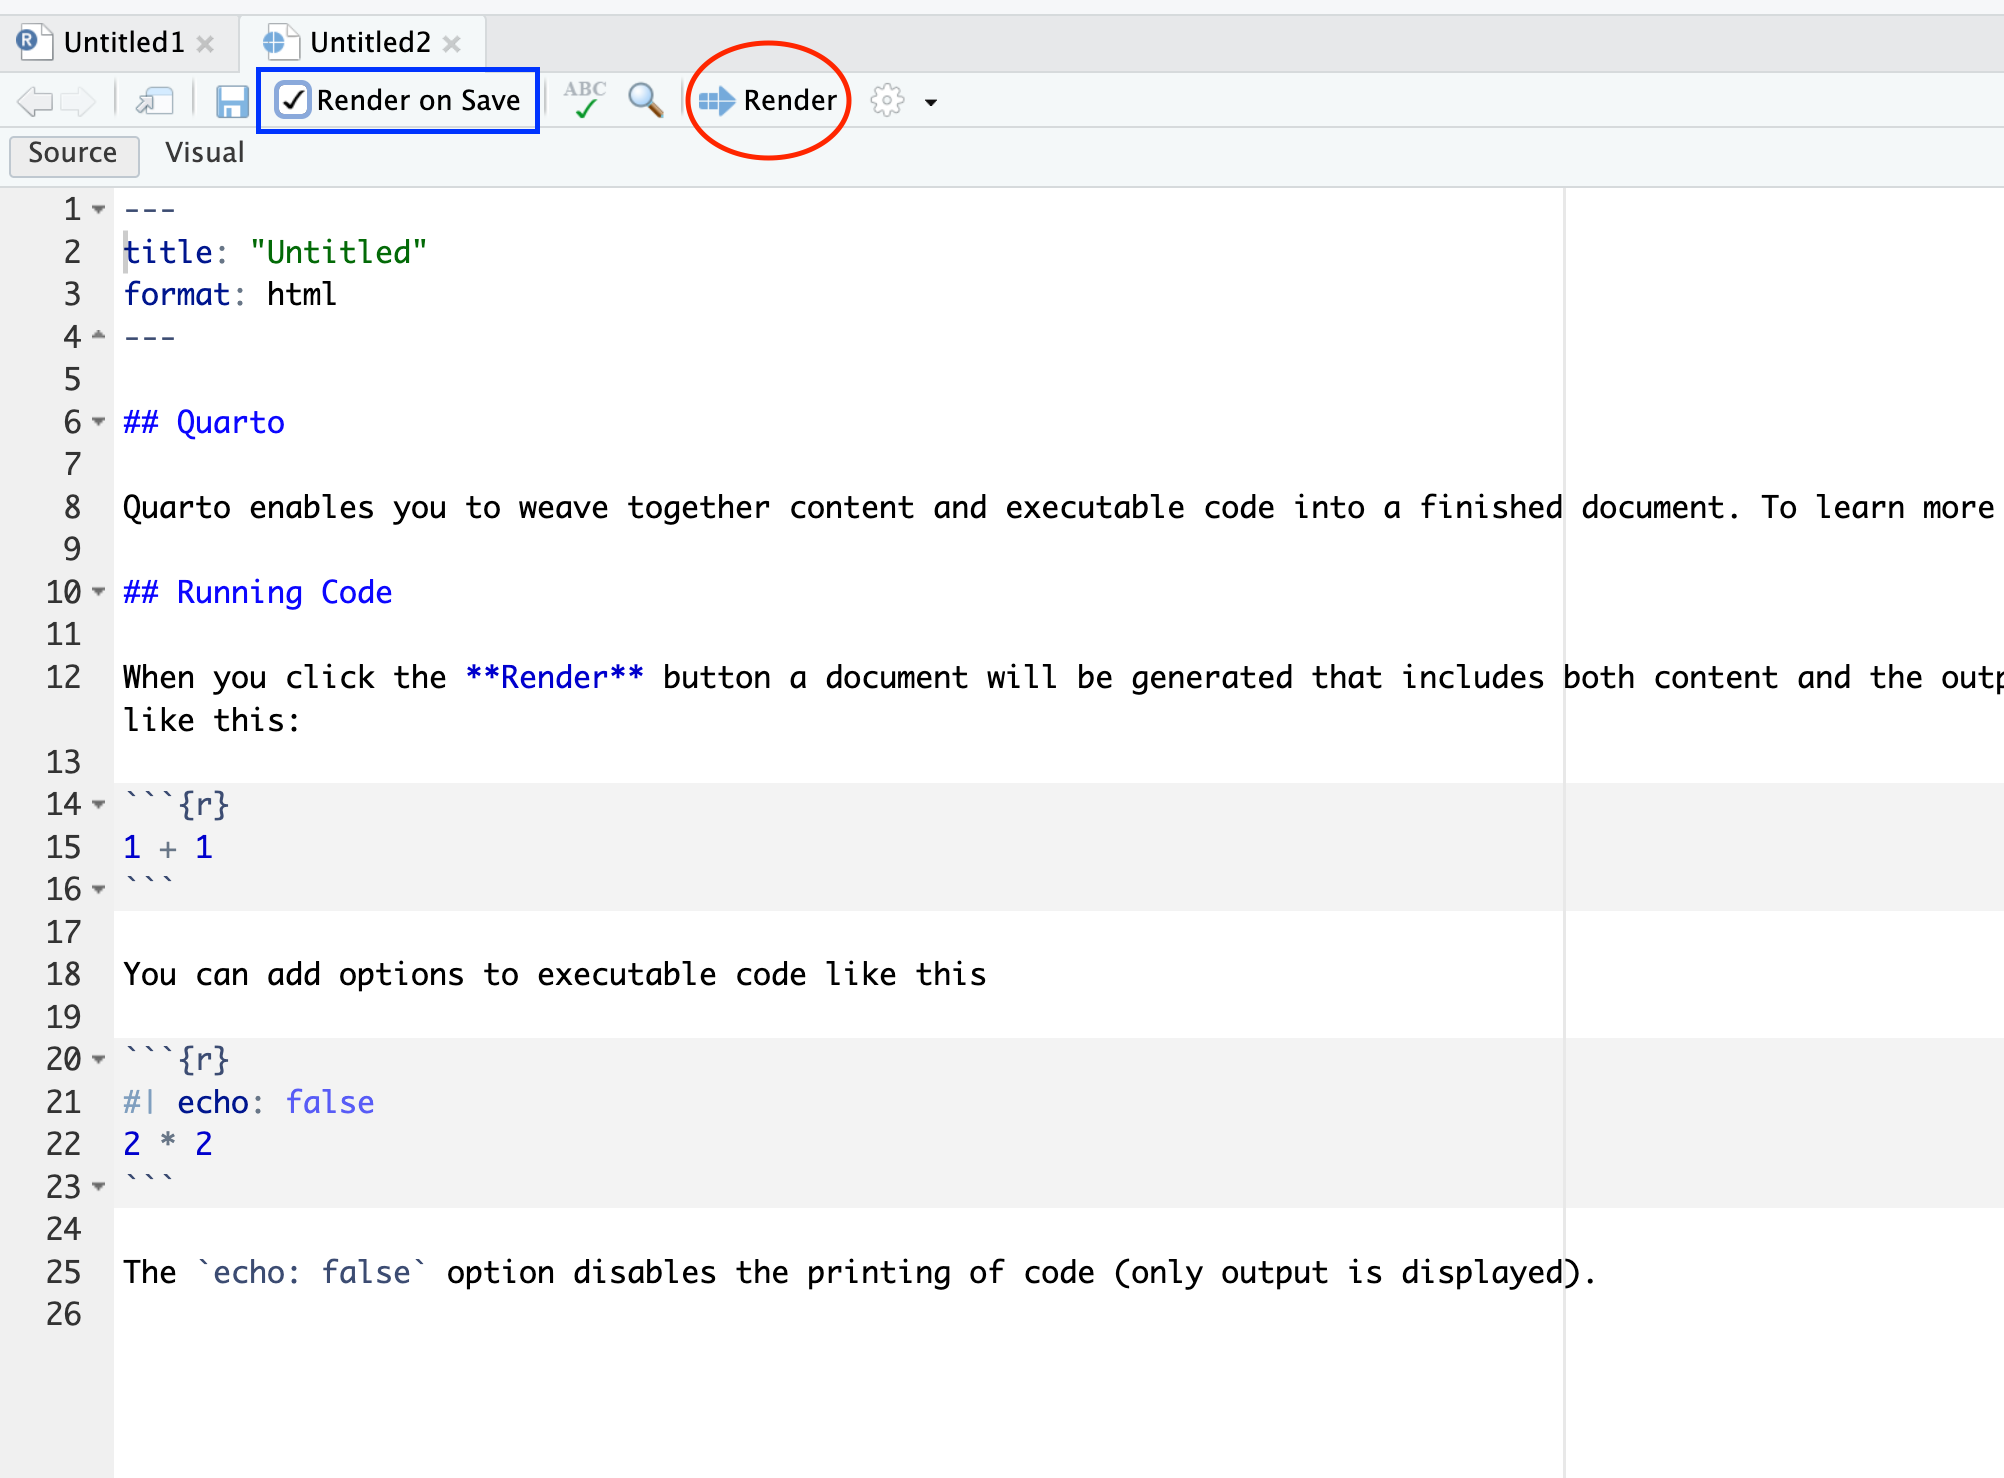 Untitled1 Untitled2
Render on Save ABC Render
Source Visual
1 ---
2 title: "Untitled"
3 format: html
4 ---
5
6 ## Quarto
7
8 Quarto enables you to weave together content and executable code into a finished document. To learn more
9
10 ## Running Code
11
12 When you click the **Render** button a document will be generated that includes both content and the
like this:
13
14 ```{r}
15 1 + 1
16 ```
17
18 You can add options to executable code like this
19
20 ```{r}
21 #| echo: false
22 2 * 2
23 ```
24
25 The `echo: false` option disables the printing of code (only output is displayed).
26